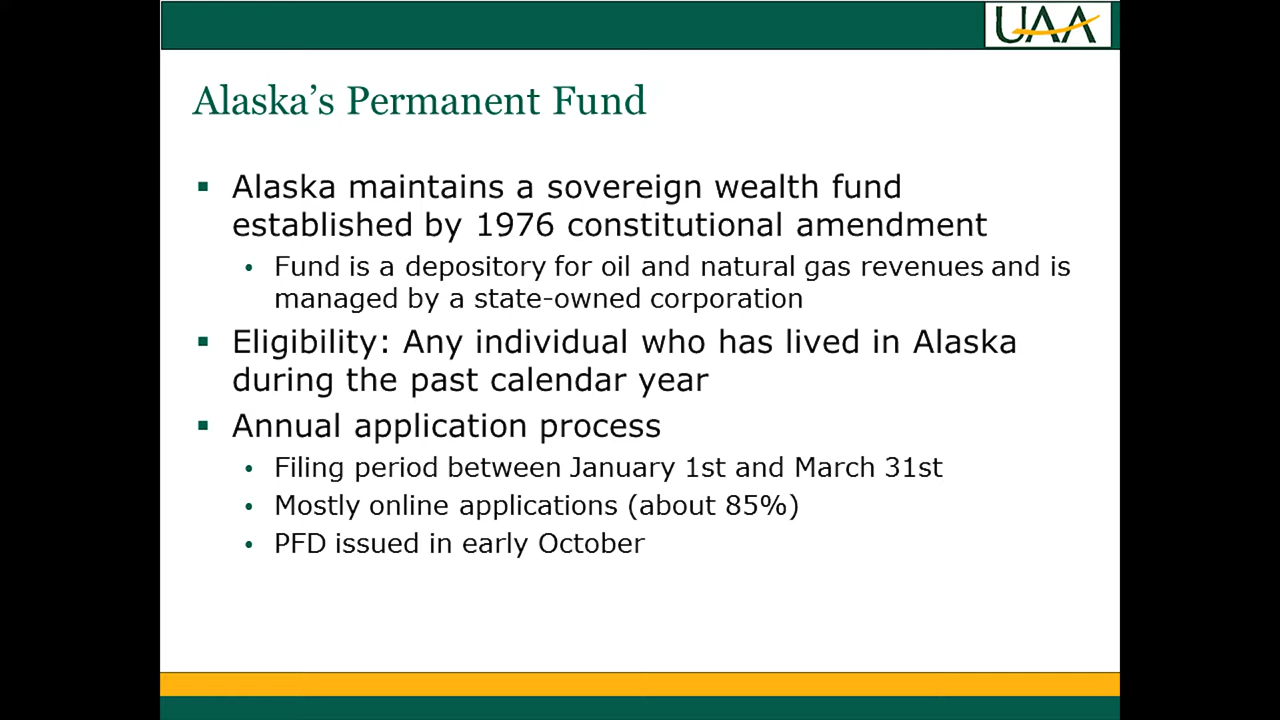 UAA
Alaska’s Permanent Fund
▪ Alaska maintains a sovereign wealth fund
established by 1976 constitutional amendment
• Fund is a depository for oil and natural gas revenues and is
managed by a state-owned corporation
▪ Eligibility: Any individual who has lived in Alaska
during the past calendar year
▪ Annual application process
• Filing period between January 1st and March 31st
• Mostly online applications (about 85%)
• PFD issued in early October